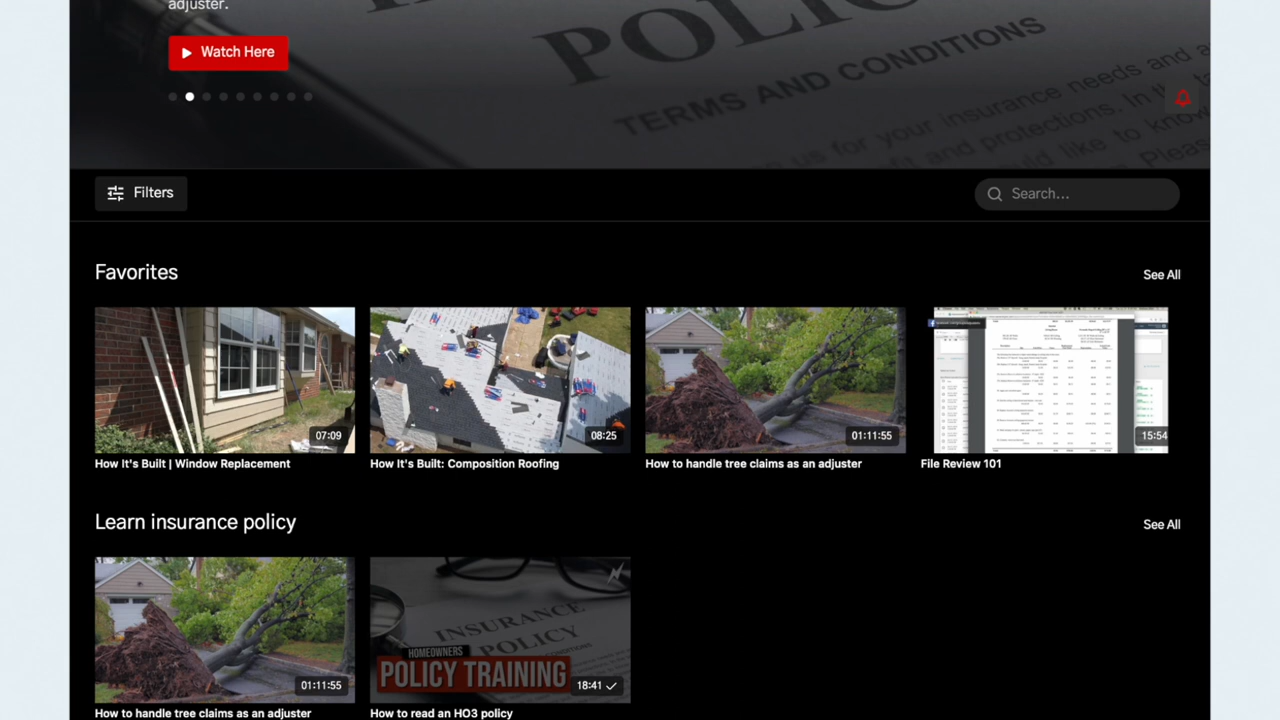 adjuster.
POLICY
TERMS AND CONDITIONS
Watch Here
Filters
Search...
Favorites
See All
07:09
08:25
01:11:55
15:54
How It's Built | Window Replacement
How It's Built: Composition Roofing
How to handle tree claims as an adjuster
File Review 101
Learn insurance policy
See All
INSURANCE
POLICY
HOMEOWNERS
POLICY TRAINING
01:11:55
18:41
How to handle tree claims as an adjuster
How to read an HO3 policy